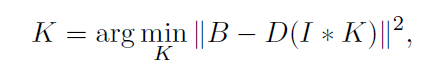 K = arg min_K ||B − D(I ∗ K)||²,